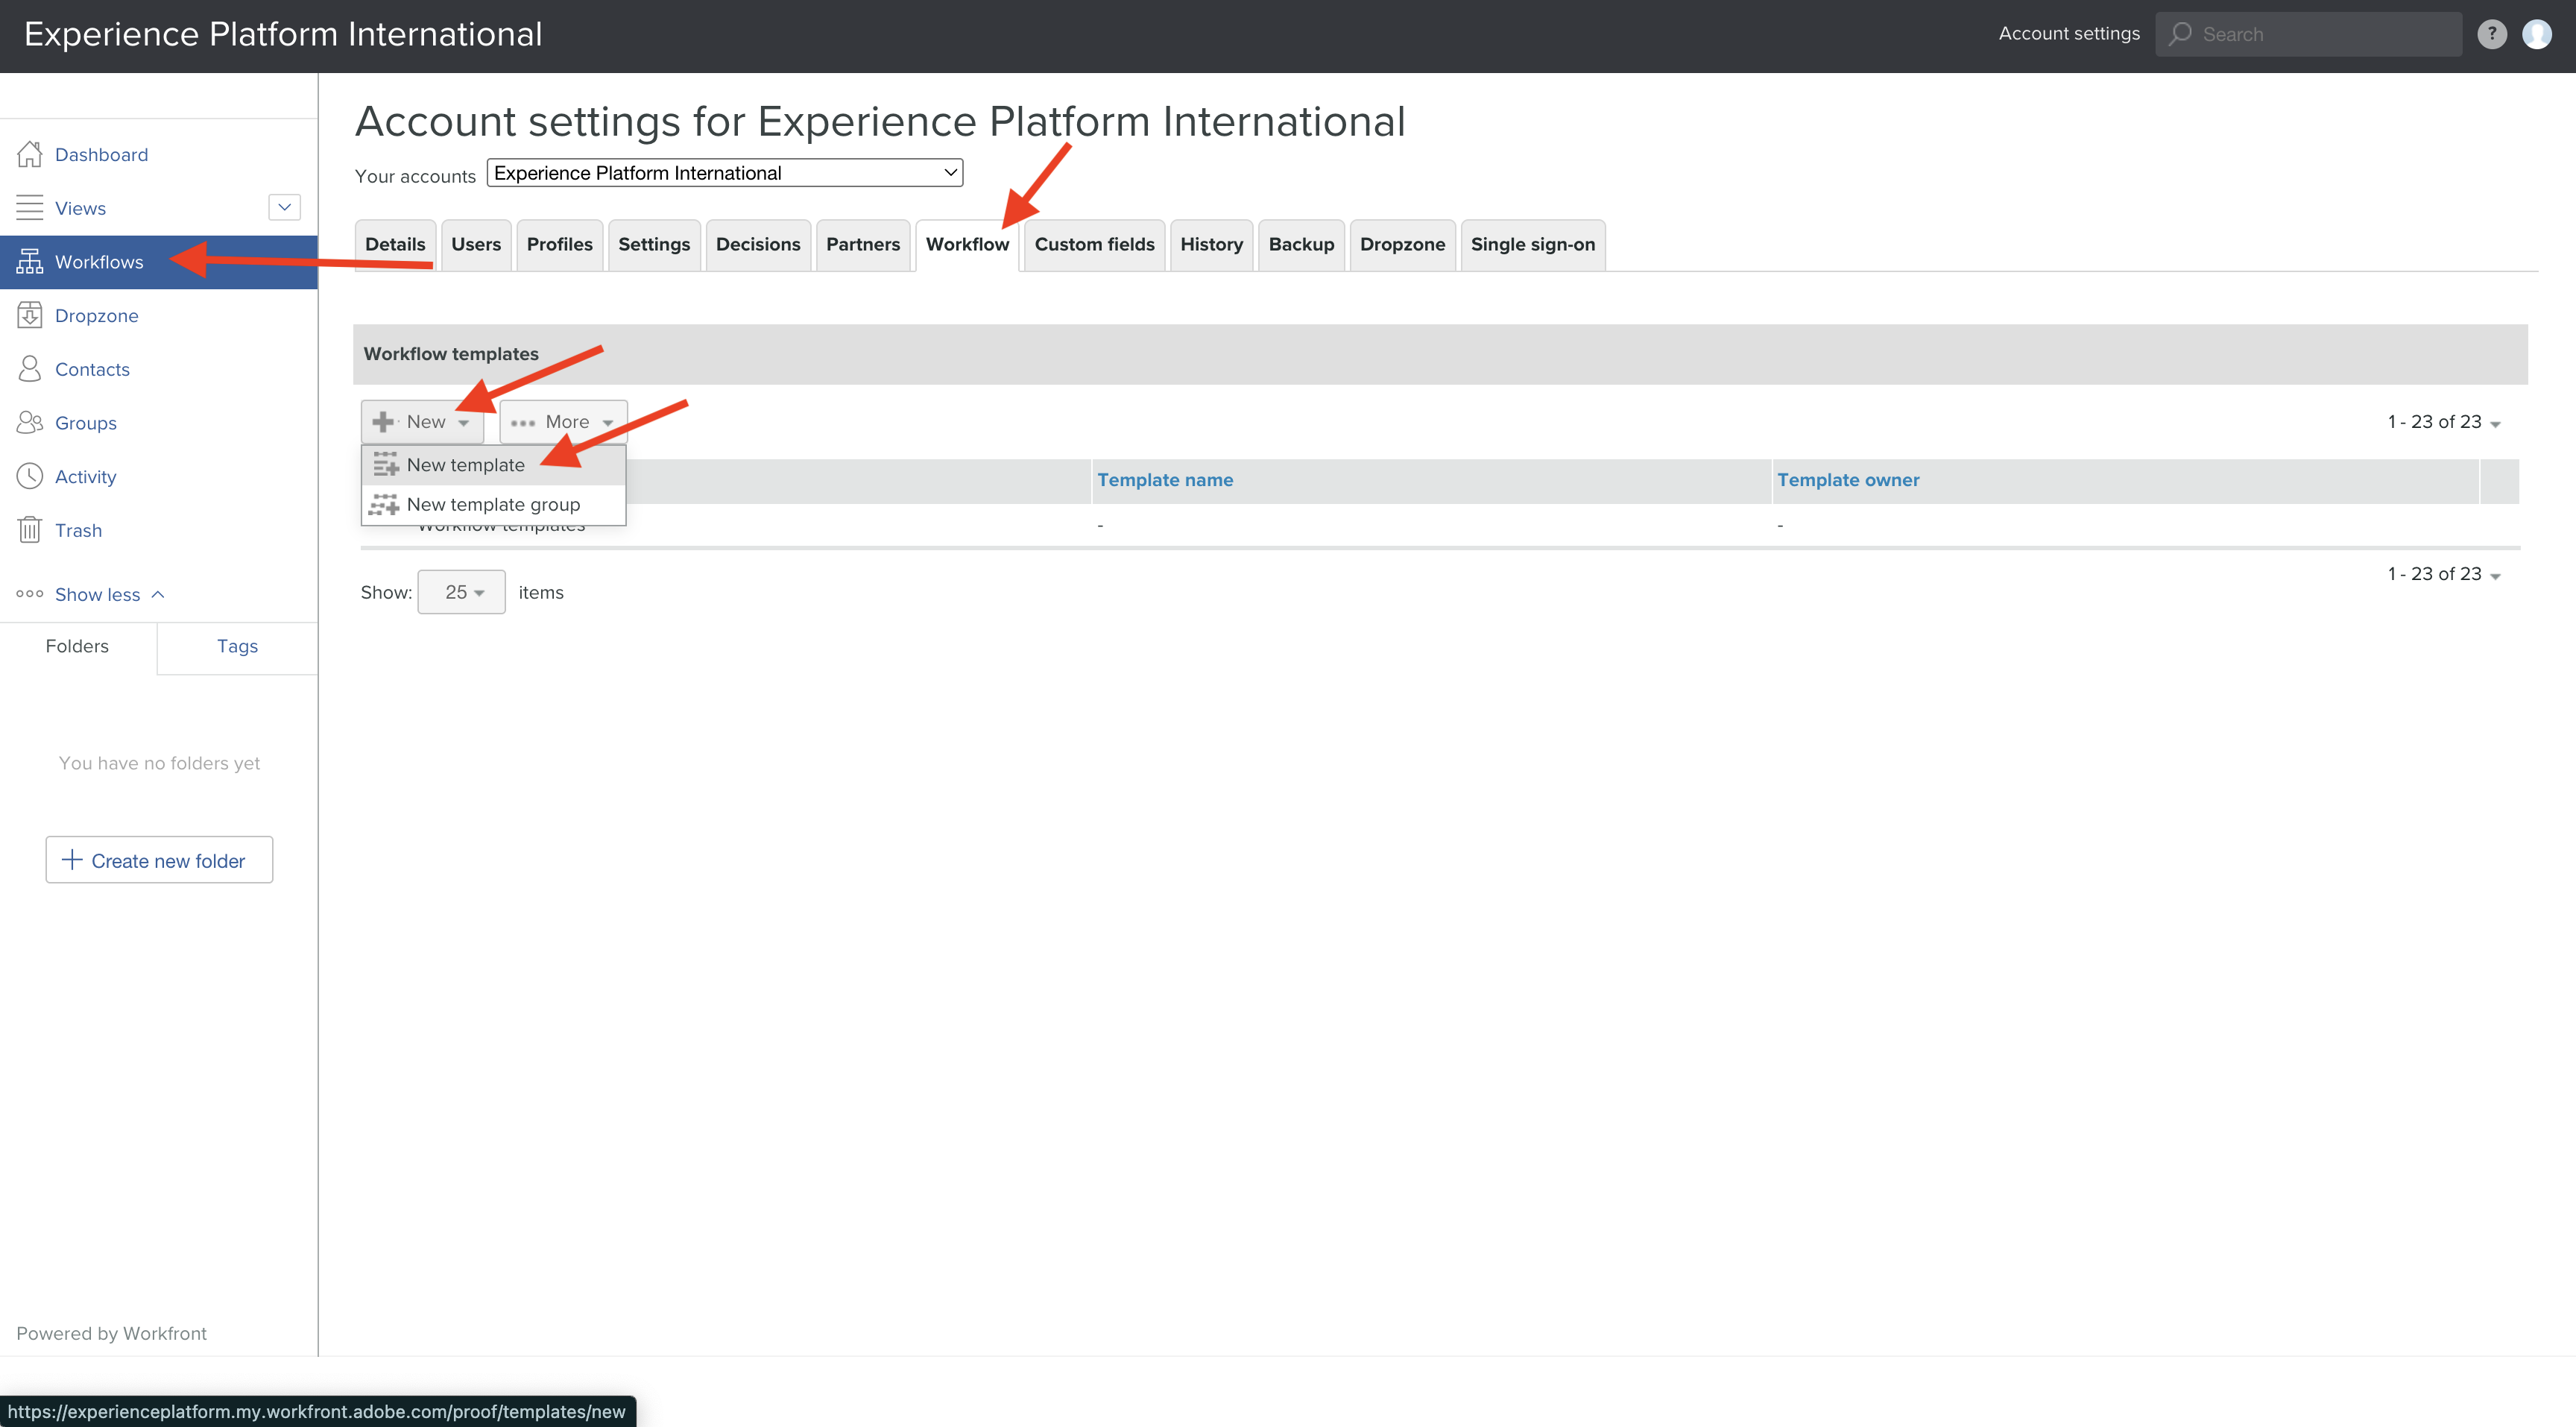 Experience Platform International
Account settings
Search
?
Dashboard
Views
Workflows
Dropzone
Contacts
Groups
Activity
Trash
Show less
Folders
Tags
You have no folders yet
Create new folder
Powered by Workfront
Account settings for Experience Platform International
Your accounts
Experience Platform International
Details
Users
Profiles
Settings
Decisions
Partners
Workflow
Custom fields
History
Backup
Dropzone
Single sign-on
Workflow templates
New
More
1 - 23 of 23
New template
New template group
Template name
Template owner
Workflow templates
-
-
1 - 23 of 23
Show: 25 items
https://experienceplatform.my.workfront.adobe.com/proof/templates/new